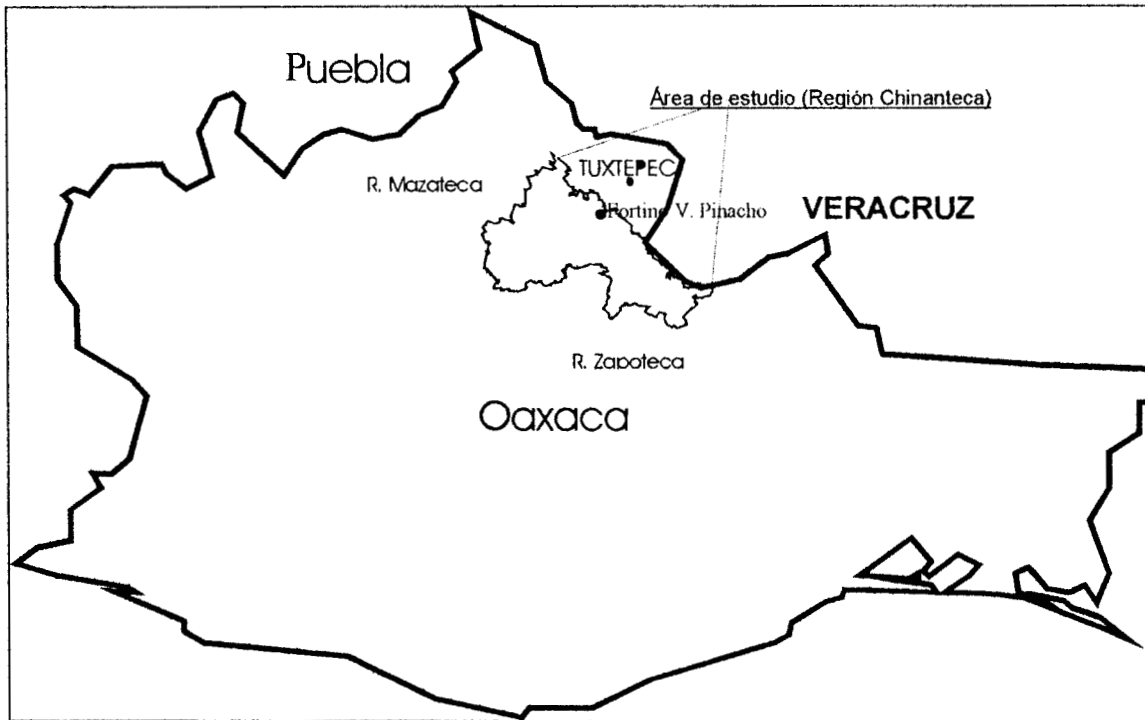 Puebla
Área de estudio (Región Chinanteca)
TUXTEPEC
R. Mazateca
Fortino V. Pinacho
VERACRUZ
R. Zapoteca
Oaxaca